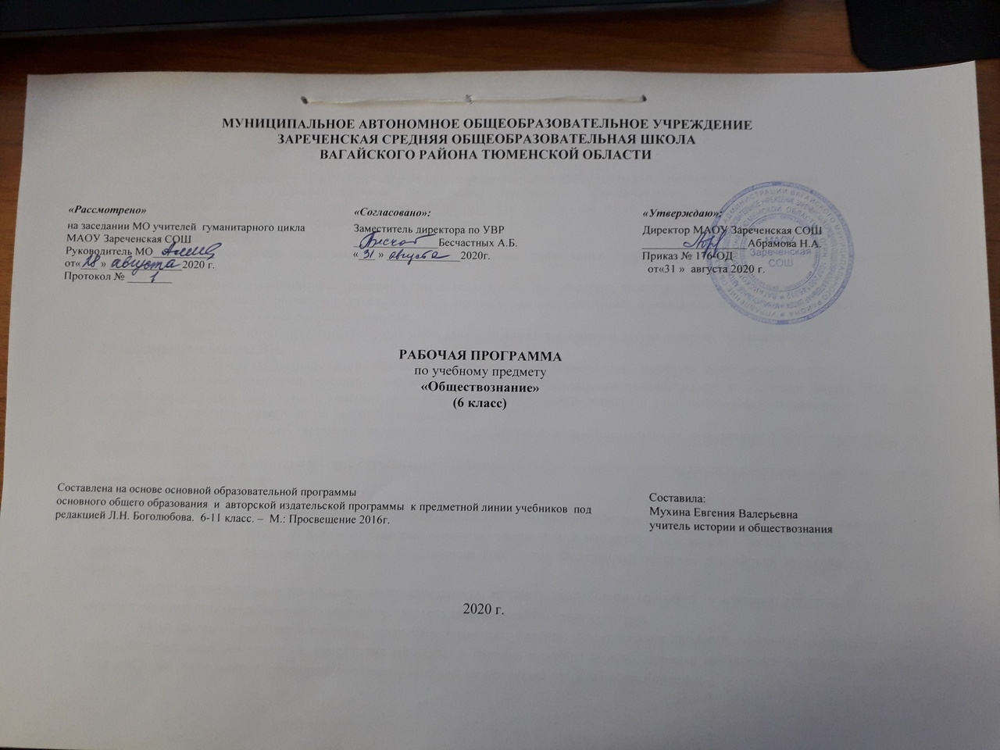 МУНИЦИПАЛЬНОЕ АВТОНОМНОЕ ОБЩЕОБРАЗОВАТЕЛЬНОЕ УЧРЕЖДЕНИЕ
ЗАРЕЧЕНСКАЯ СРЕДНЯЯ ОБЩЕОБРАЗОВАТЕЛЬНАЯ ШКОЛА
ВАГАЙСКОГО РАЙОНА ТЮМЕНСКОЙ ОБЛАСТИ
«Рассмотрено»
на заседании МО учителей гуманитарного цикла
МАОУ Зареченская СОШ
Руководитель МО
от«28 » августа 2020 г.
Протокол № 1
«Согласовано»:
Заместитель директора по УВР
Бесчастных А.Б.
« 31 » августа 2020г.
«Утверждаю»:
Директор МАОУ Зареченская СОШ
Абрамова Н.А.
Приказ № 176-ОД
от«31 » августа 2020 г.
МАОУ
Зареченская
СОШ
РАБОЧАЯ ПРОГРАММА
по учебному предмету
«Обществознание»
(6 класс)
Составлена на основе основной образовательной программы
основного общего образования и авторской издательской программы к предметной линии учебников под
редакцией Л.Н. Боголюбова. 6-11 класс. – М.: Просвещение 2016г.
Составила:
Мухина Евгения Валерьевна
учитель истории и обществознания
2020 г.